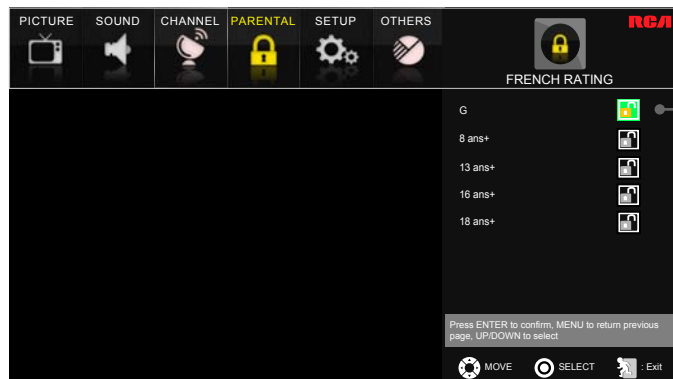 PICTURE SOUND CHANNEL PARENTAL SETUP OTHERS
RCA
FRENCH RATING
G
8 ans+
13 ans+
16 ans+
18 ans+
Press ENTER to confirm, MENU to return previous
page, UP/DOWN to select
MOVE SELECT : Exit